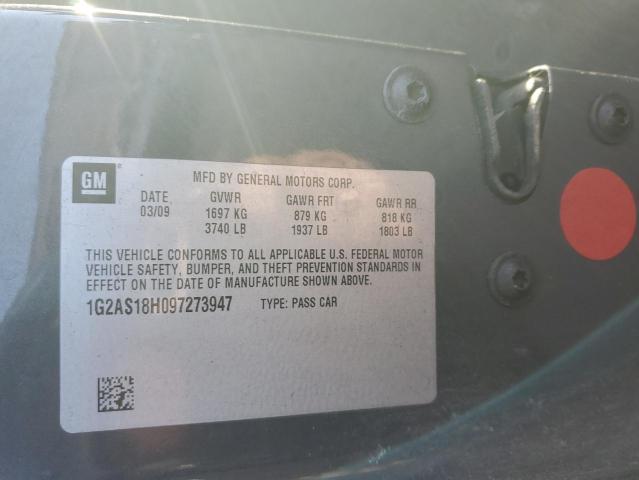 GM
MFD BY GENERAL MOTORS CORP.
DATE GVWR GAWR FRT GAWR RR
03/09 1697 KG 879 KG 818 KG
3740 LB 1937 LB 1803 LB
THIS VEHICLE CONFORMS TO ALL APPLICABLE U.S. FEDERAL MOTOR
VEHICLE SAFETY, BUMPER, AND THEFT PREVENTION STANDARDS IN
EFFECT ON THE DATE OF MANUFACTURE SHOWN ABOVE.
1G2AS18H097273947 TYPE: PASS CAR